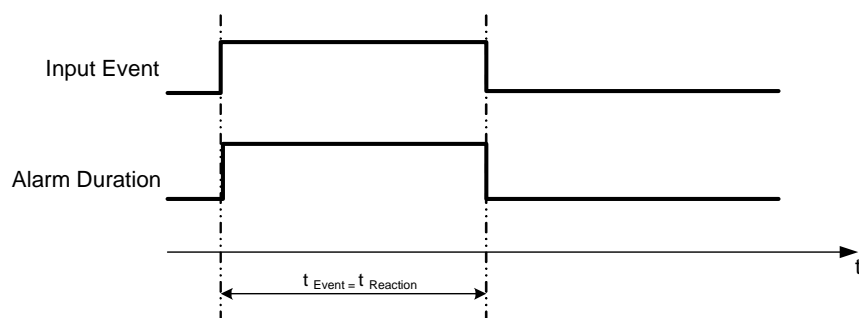 Input Event
Alarm Duration
t
t Event = t Reaction